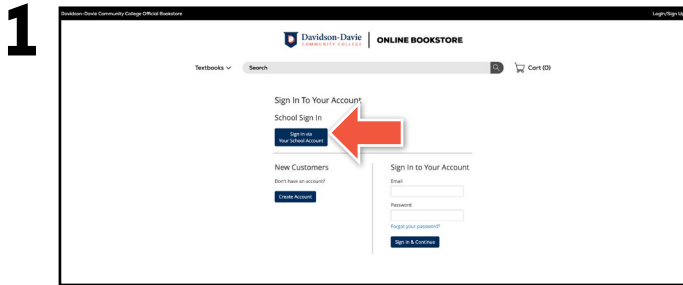 1
Davidson-Davie Community College Official Bookstore
Login/Sign Up
Davidson-Davie
COMMUNITY COLLEGE
ONLINE BOOKSTORE
Textbooks
Search
Cart (0)
Sign In To Your Account
School Sign In
Sign in via
Your School Account
New Customers
Don't have an account?
Create Account
Sign In to Your Account
Email
Password
Forgot your password?
Sign In & Continue